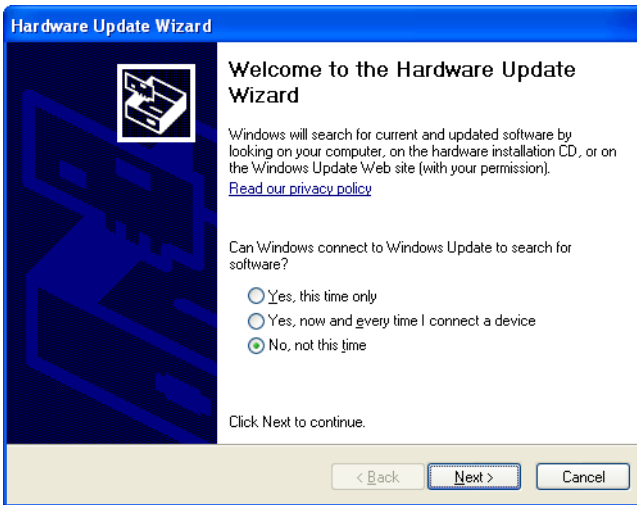 Hardware Update Wizard
Welcome to the Hardware Update
Wizard
Windows will search for current and updated software by
looking on your computer, on the hardware installation CD, or on
the Windows Update Web site (with your permission).
Read our privacy policy
Can Windows connect to Windows Update to search for
software?
Yes, this time only
Yes, now and every time I connect a device
No, not this time
Click Next to continue.
< Back Next > Cancel